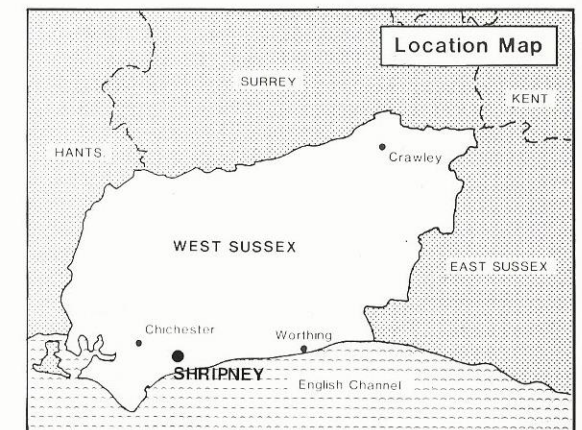 Location Map
SURREY
KENT
HANTS.
Crawley
WEST SUSSEX
EAST SUSSEX
Chichester
Worthing
SHRIPNEY
English Channel